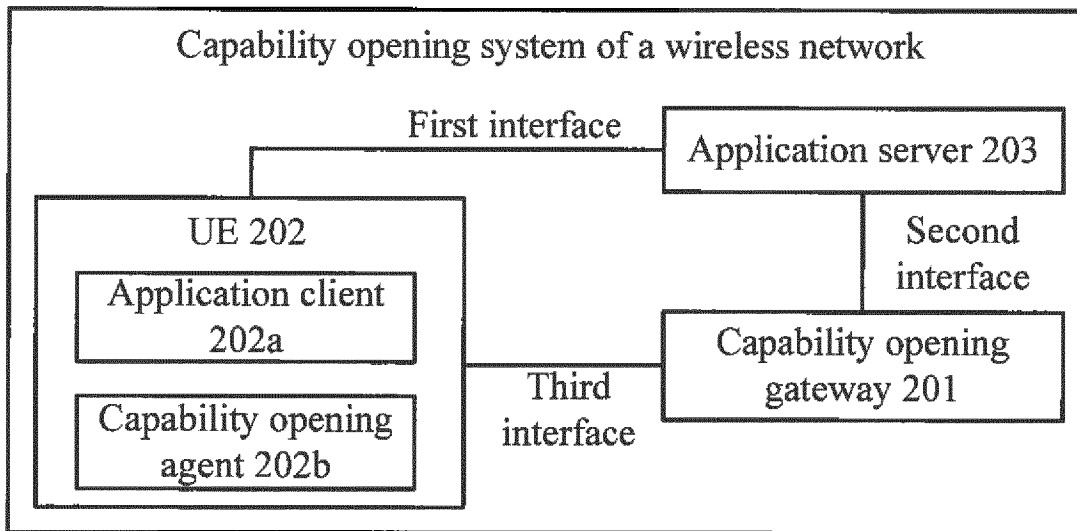 Capability opening system of a wireless network
First interface
Application server 203
UE 202
Second
interface
Application client
202a
Capability opening
gateway 201
Third
interface
Capability opening
agent 202b